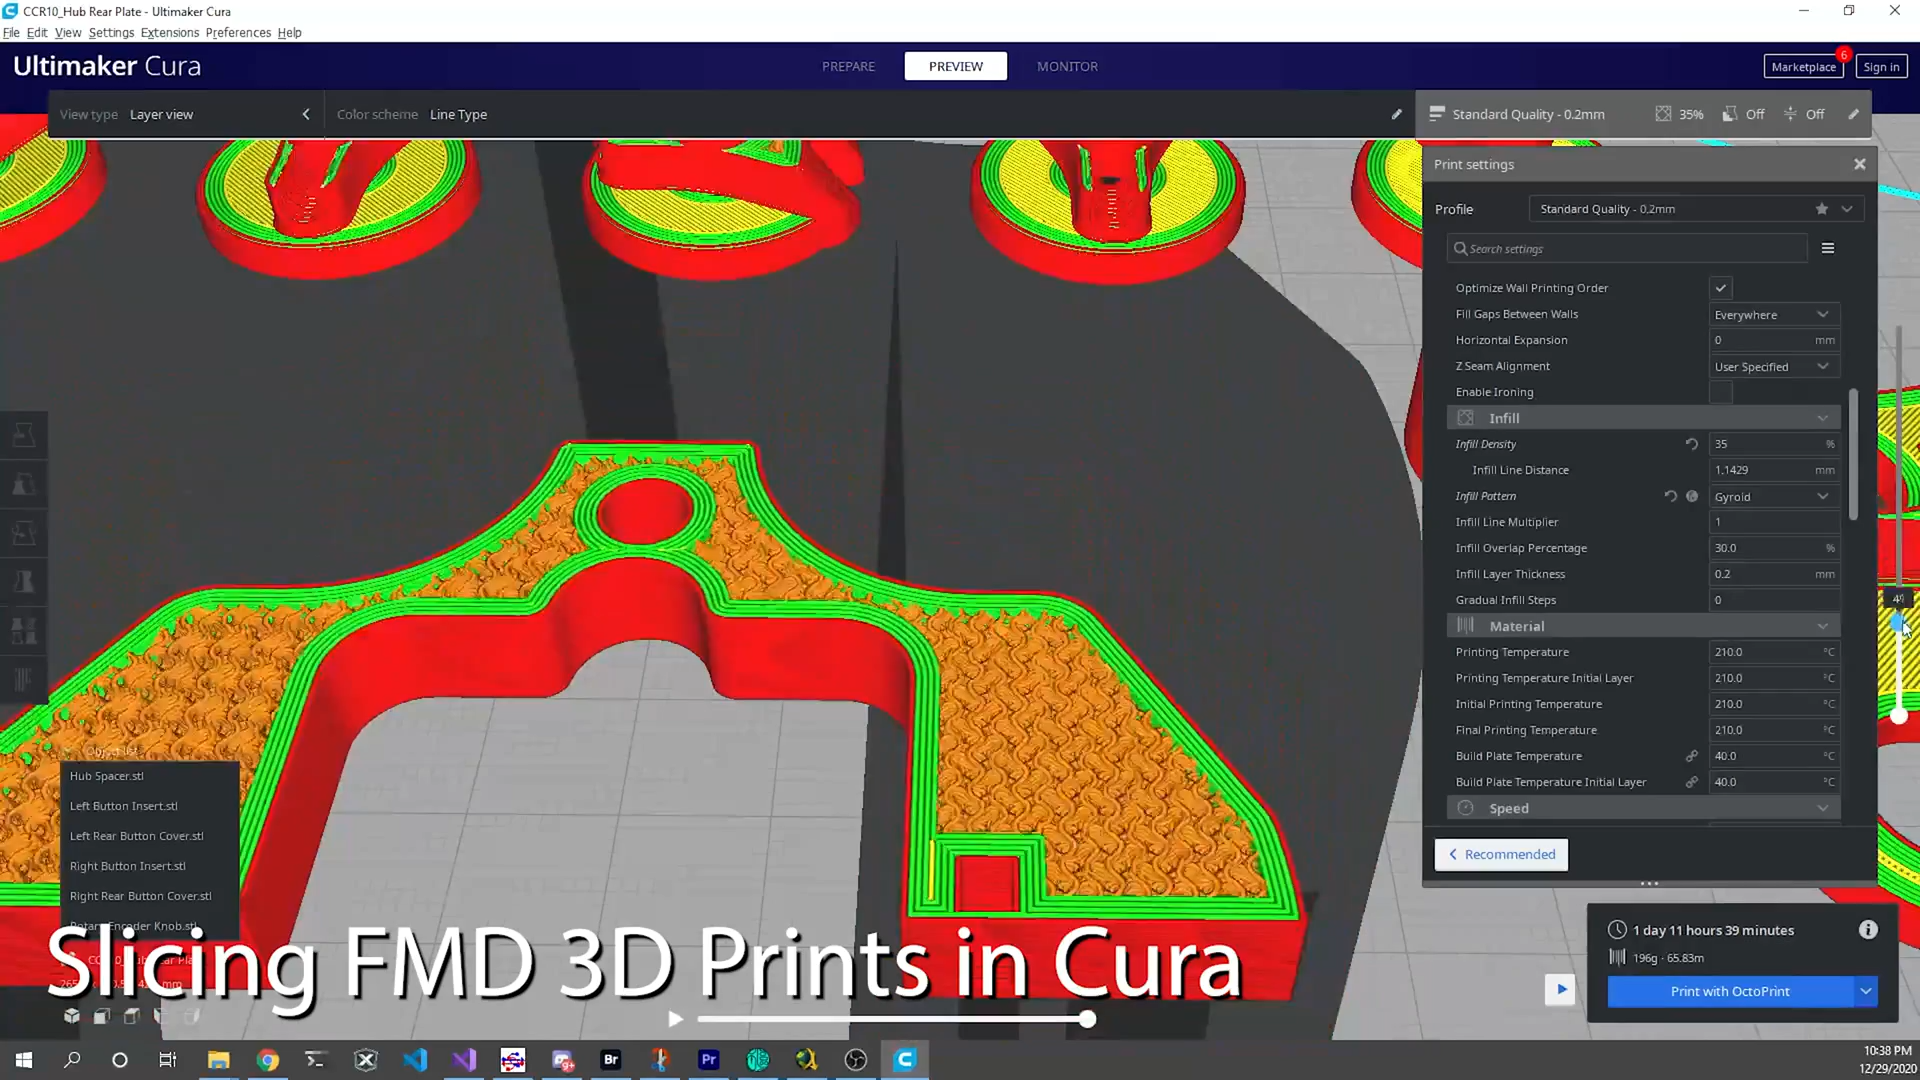 CCR10_Hub Rear Plate - Ultimaker Cura
File Edit View Settings Extensions Preferences Help
Ultimaker Cura
PREPARE
PREVIEW
MONITOR
Marketplace
6
Sign in
View type Layer view
Color scheme Line Type
Standard Quality - 0.2mm
35%
Off
Off
Print settings
Profile
Standard Quality - 0.2mm
Search settings
Optimize Wall Printing Order
Fill Gaps Between Walls Everywhere
Horizontal Expansion 0 mm
Z Seam Alignment User Specified
Enable Ironing
Infill
Infill Density 35 %
Infill Line Distance 1.1429 mm
Infill Pattern Gyroid
Infill Line Multiplier 1
Infill Overlap Percentage 30.0 %
Infill Layer Thickness 0.2 mm
Gradual Infill Steps 0
Material
Printing Temperature 210.0 °C
Printing Temperature Initial Layer 210.0 °C
Initial Printing Temperature 210.0 °C
Final Printing Temperature 210.0 °C
Build Plate Temperature 40.0 °C
Build Plate Temperature Initial Layer 40.0 °C
Speed
Recommended
Object list
Hub Spacer.stl
Left Button Insert.stl
Left Rear Button Cover.stl
Right Button Insert.stl
Right Rear Button Cover.stl
Rotary Encoder Knob.stl
Slicing FMD 3D Prints in Cura
1 day 11 hours 39 minutes
196g · 65.83m
Print with OctoPrint
Br
Pr
10:38 PM
12/29/2020